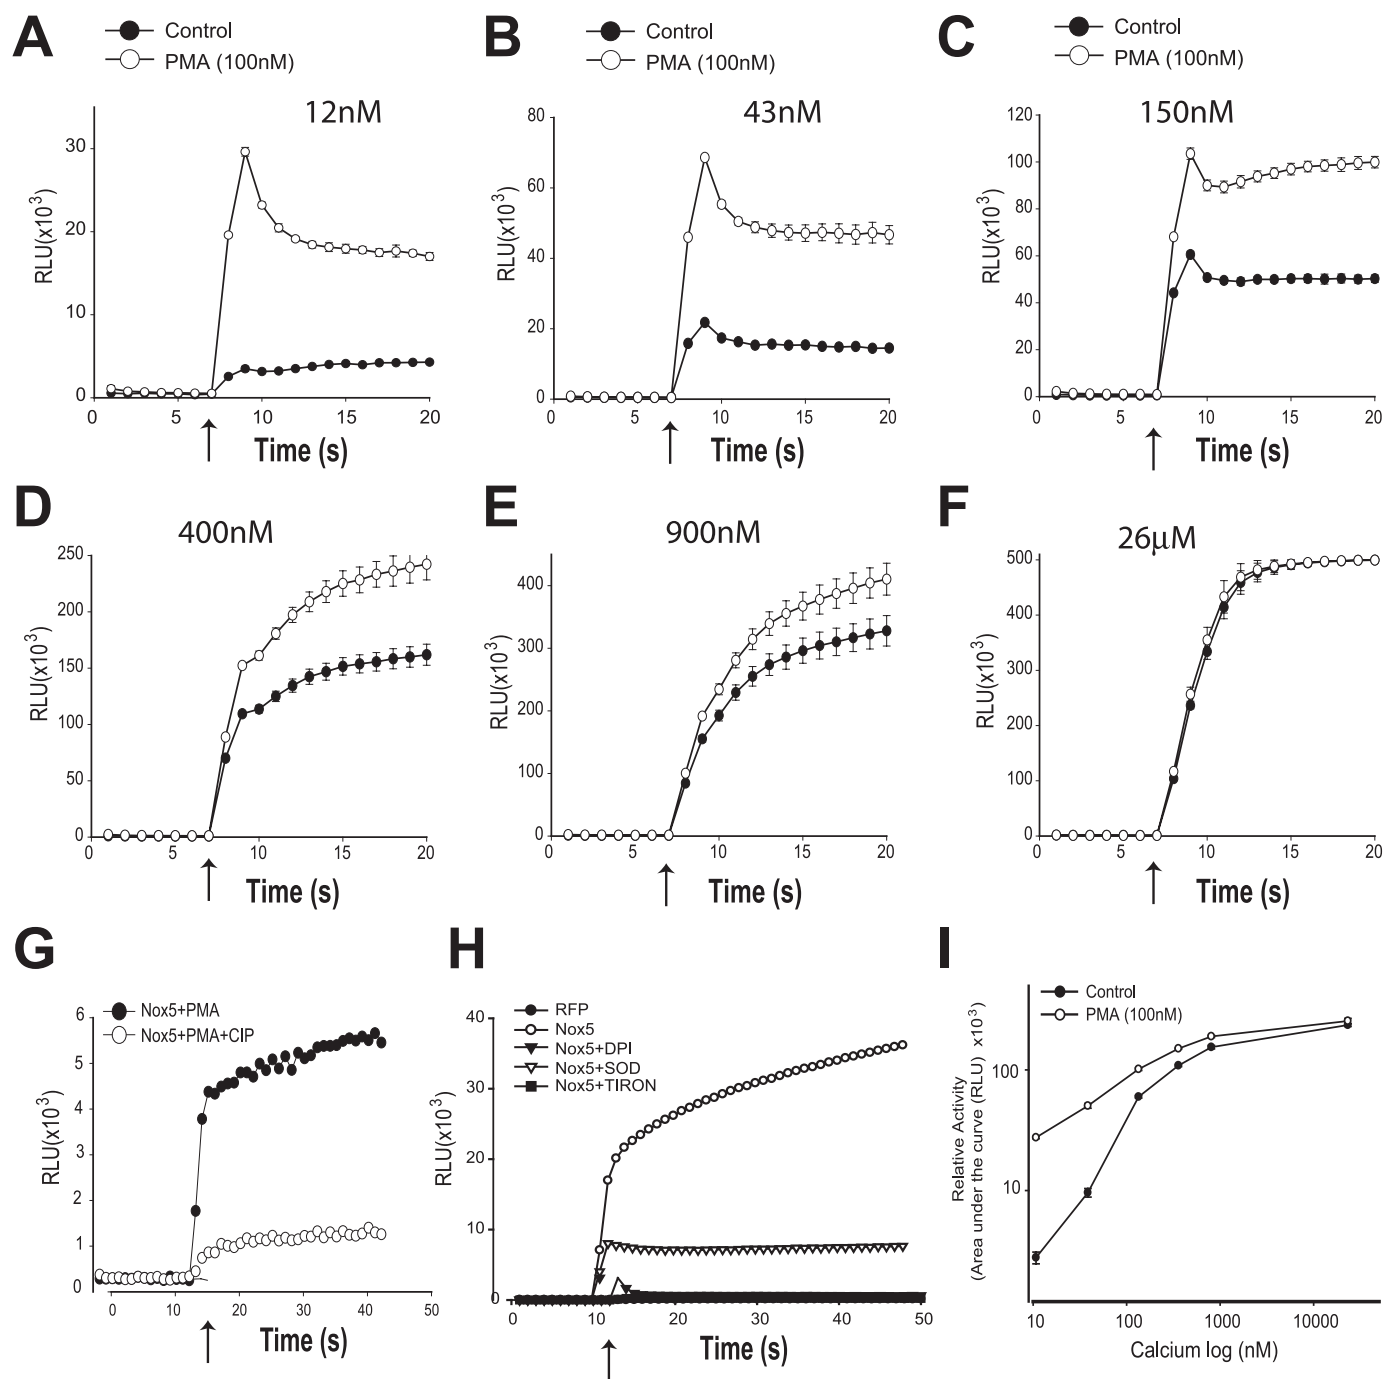 A
Control
PMA (100nM)
12nM
RLU(x10³)
30
20
10
0
0 5 10 15 20
Time (s)
B
Control
PMA (100nM)
43nM
RLU(x10³)
80
60
40
20
0
0 5 10 15 20
Time (s)
C
Control
PMA (100nM)
150nM
RLU(x10³)
120
100
80
60
40
20
0
0 5 10 15 20
Time (s)
D
400nM
RLU(x10³)
250
200
150
100
50
0
0 5 10 15 20
Time (s)
E
900nM
RLU(x10³)
400
300
200
100
0
0 5 10 15 20
Time (s)
F
26µM
RLU(x10³)
500
400
300
200
100
0
0 5 10 15 20
Time (s)
G
Nox5+PMA
Nox5+PMA+CIP
RLU(x10³)
6
5
4
3
2
1
0
0 10 20 30 40 50
Time (s)
H
RFP
Nox5
Nox5+DPI
Nox5+SOD
Nox5+TIRON
RLU(x10³)
40
30
20
10
0
0 10 20 30 40 50
Time (s)
I
Control
PMA (100nM)
Relative Activity
(Area under the curve (RLU) x10³)
100
10
10 100 1000 10000
Calcium log (nM)